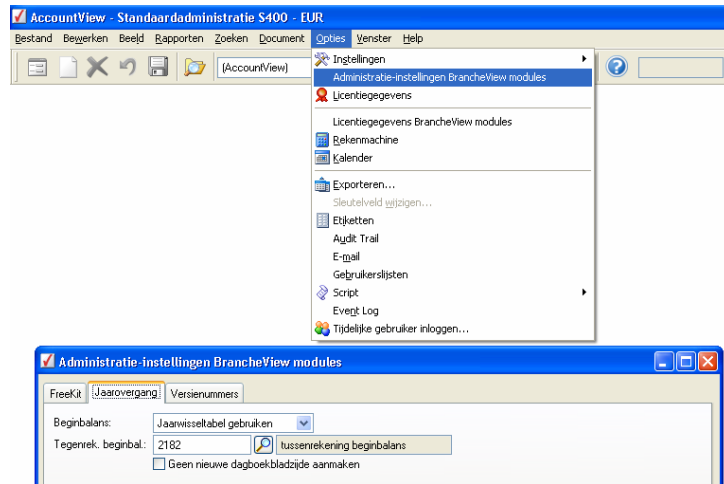 AccountView - Standaardadministratie S400 - EUR
Bestand Bewerken Beeld Rapporten Zoeken Document Opties Venster Help
(AccountView)
Instellingen
Administratie-instellingen BrancheView modules
Licentiegegevens
Licentiegegevens BrancheView modules
Rekenmachine
Kalender
Exporteren...
Sleutelveld wijzigen...
Etiketten
Audit Trail
E-mail
Gebruikerslijsten
Script
Event Log
Tijdelijke gebruiker inloggen...
Administratie-instellingen BrancheView modules
FreeKit Jaarovergang Versienummers
Beginbalans: Jaarwisseltabel gebruiken
Tegenrek. beginbal.: 2182 tussenrekening beginbalans
Geen nieuwe dagboekbladzijde aanmaken